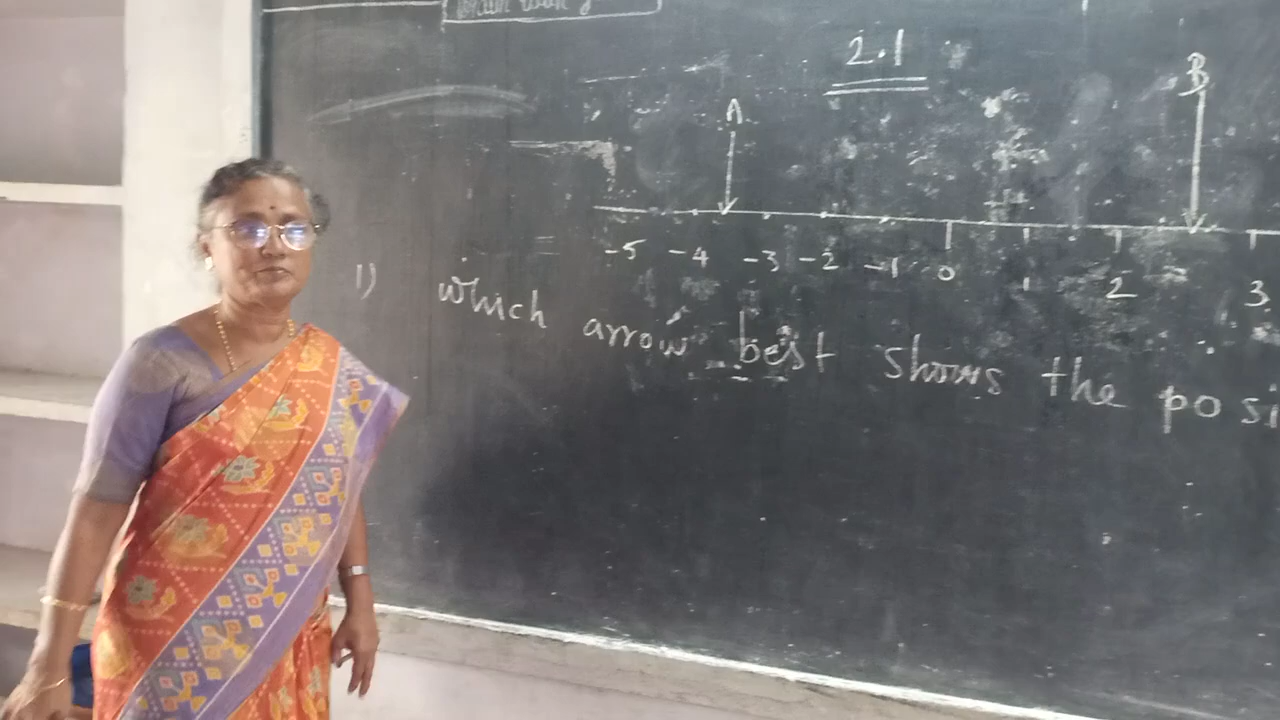 2.1
A B
-5 -4 -3 -2 -1 0 1 2 3
1) which arrow best shows the posi